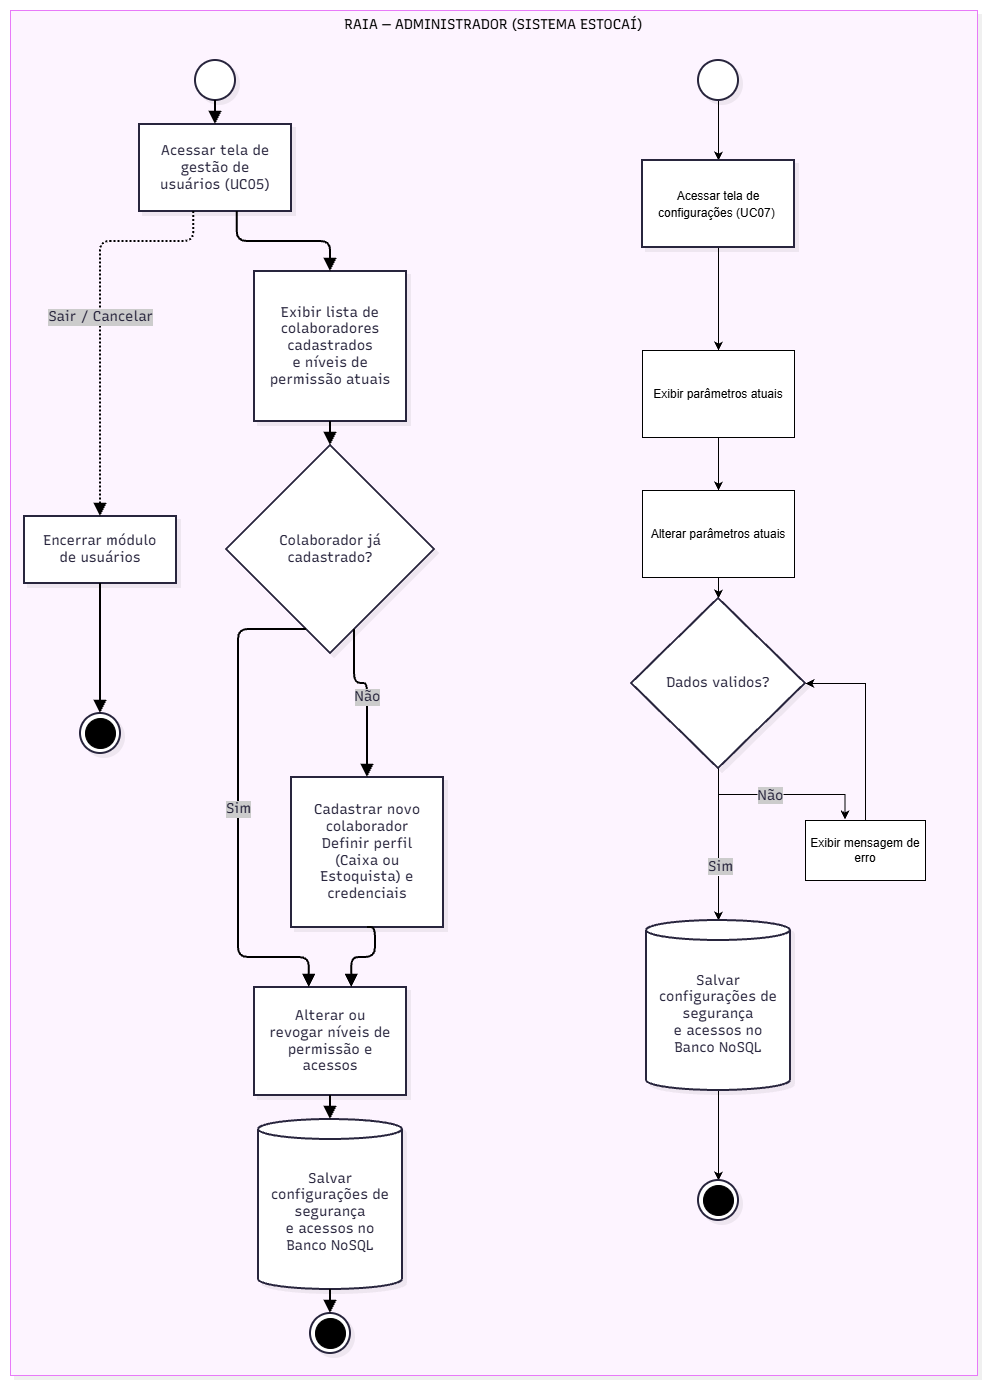 RAIA — ADMINISTRADOR (SISTEMA ESTOCAÍ)
Acessar tela de
gestão de
usuários (UC05)
Sair / Cancelar
Exibir lista de
colaboradores
cadastrados
e níveis de
permissão atuais
Encerrar módulo
de usuários
Colaborador já
cadastrado?
Não
Sim
Cadastrar novo
colaborador
Definir perfil
(Caixa ou
Estoquista) e
credenciais
Alterar ou
revogar níveis de
permissão e
acessos
Salvar
configurações de
segurança
e acessos no
Banco NoSQL
Acessar tela de
configurações (UC07)
Exibir parâmetros atuais
Alterar parâmetros atuais
Dados validos?
Não
Exibir mensagem de
erro
Sim
Salvar
configurações de
segurança
e acessos no
Banco NoSQL